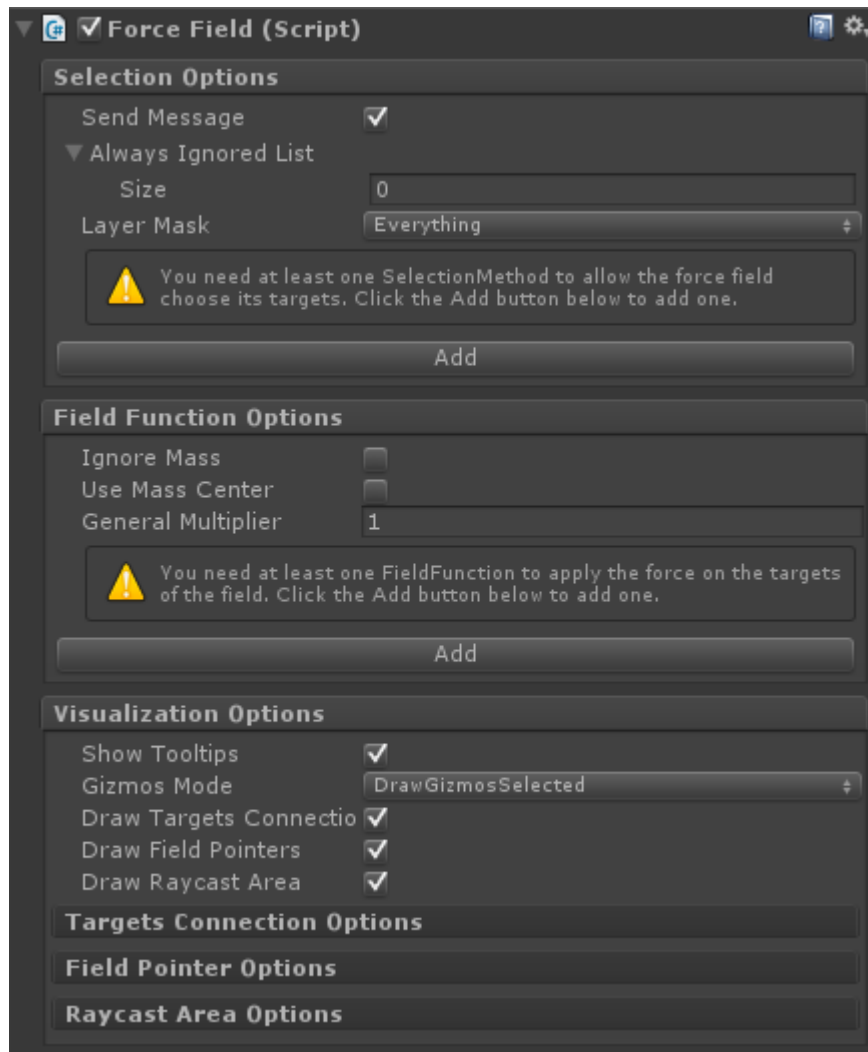 Force Field (Script)
Selection Options
Send Message
Always Ignored List
Size 0
Layer Mask Everything
You need at least one SelectionMethod to allow the force field
choose its targets. Click the Add button below to add one.
Add
Field Function Options
Ignore Mass
Use Mass Center
General Multiplier 1
You need at least one FieldFunction to apply the force on the targets
of the field. Click the Add button below to add one.
Add
Visualization Options
Show Tooltips
Gizmos Mode DrawGizmosSelected
Draw Targets Connectio
Draw Field Pointers
Draw Raycast Area
Targets Connection Options
Field Pointer Options
Raycast Area Options